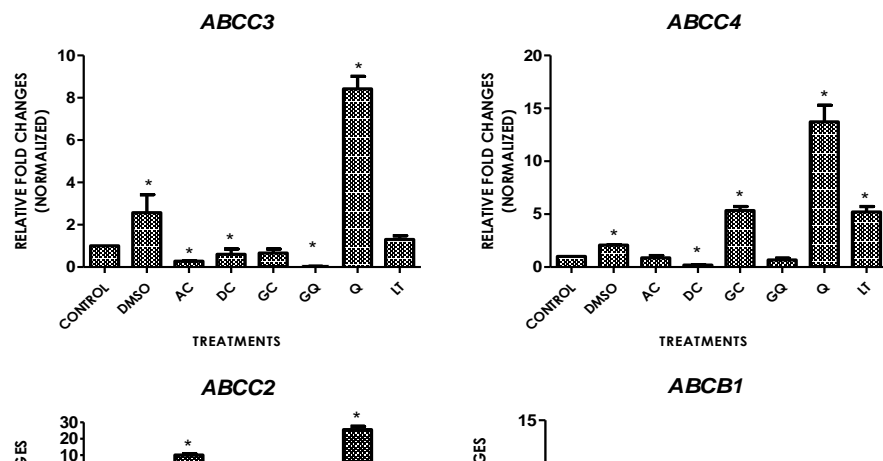 ABCC3
ABCC4
RELATIVE FOLD CHANGES
(NORMALIZED)
10
8
6
4
2
0
*
*
*
*
*
CONTROL
DMSO
AC
DC
GC
GQ
Q
LT
TREATMENTS
RELATIVE FOLD CHANGES
(NORMALIZED)
20
15
10
5
0
*
*
*
*
*
CONTROL
DMSO
AC
DC
GC
GQ
Q
LT
TREATMENTS
ABCC2
ABCB1
30
20
10
*
*
15